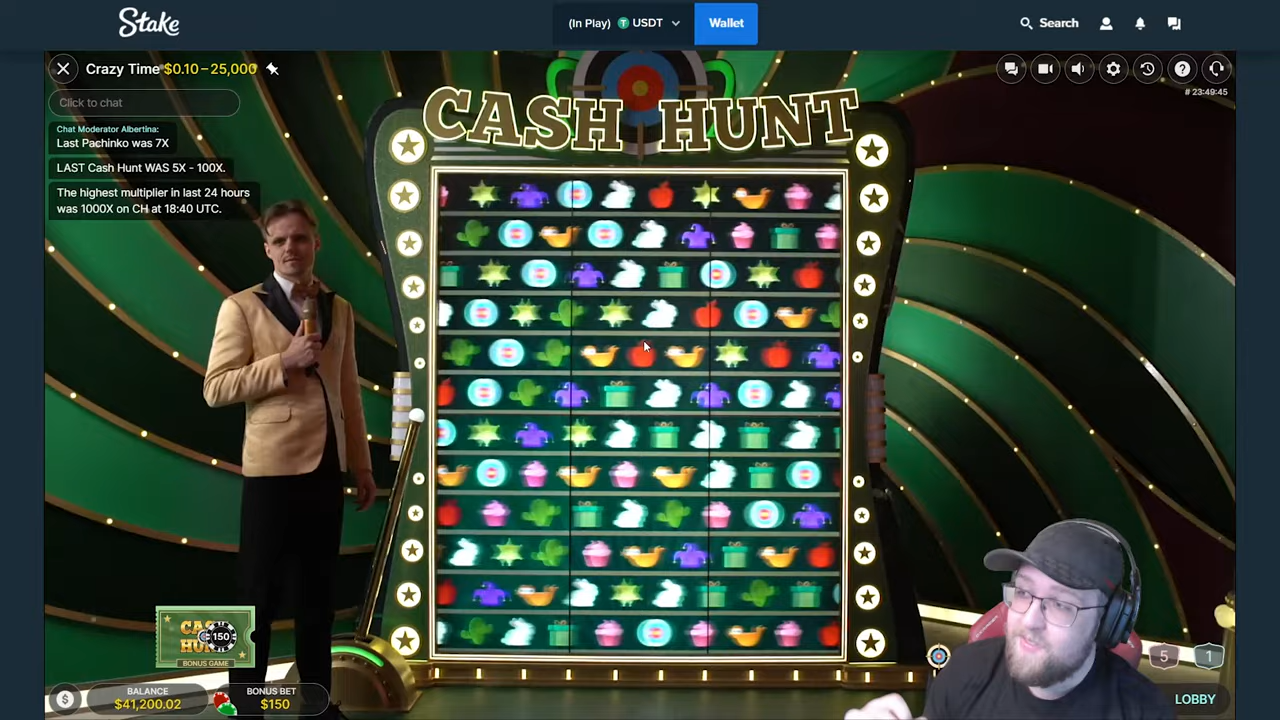 Stake
(In Play) USDT
Wallet
Search
Crazy Time $0.10–25,000
# 23:49:45
Click to chat
Chat Moderator Albertina:
Last Pachinko was 7X
LAST Cash Hunt WAS 5X - 100X.
The highest multiplier in last 24 hours
was 1000X on CH at 18:40 UTC.
CASH HUNT
150
BONUS GAME
BALANCE
$41,200.02
BONUS BET
$150
5
1
LOBBY